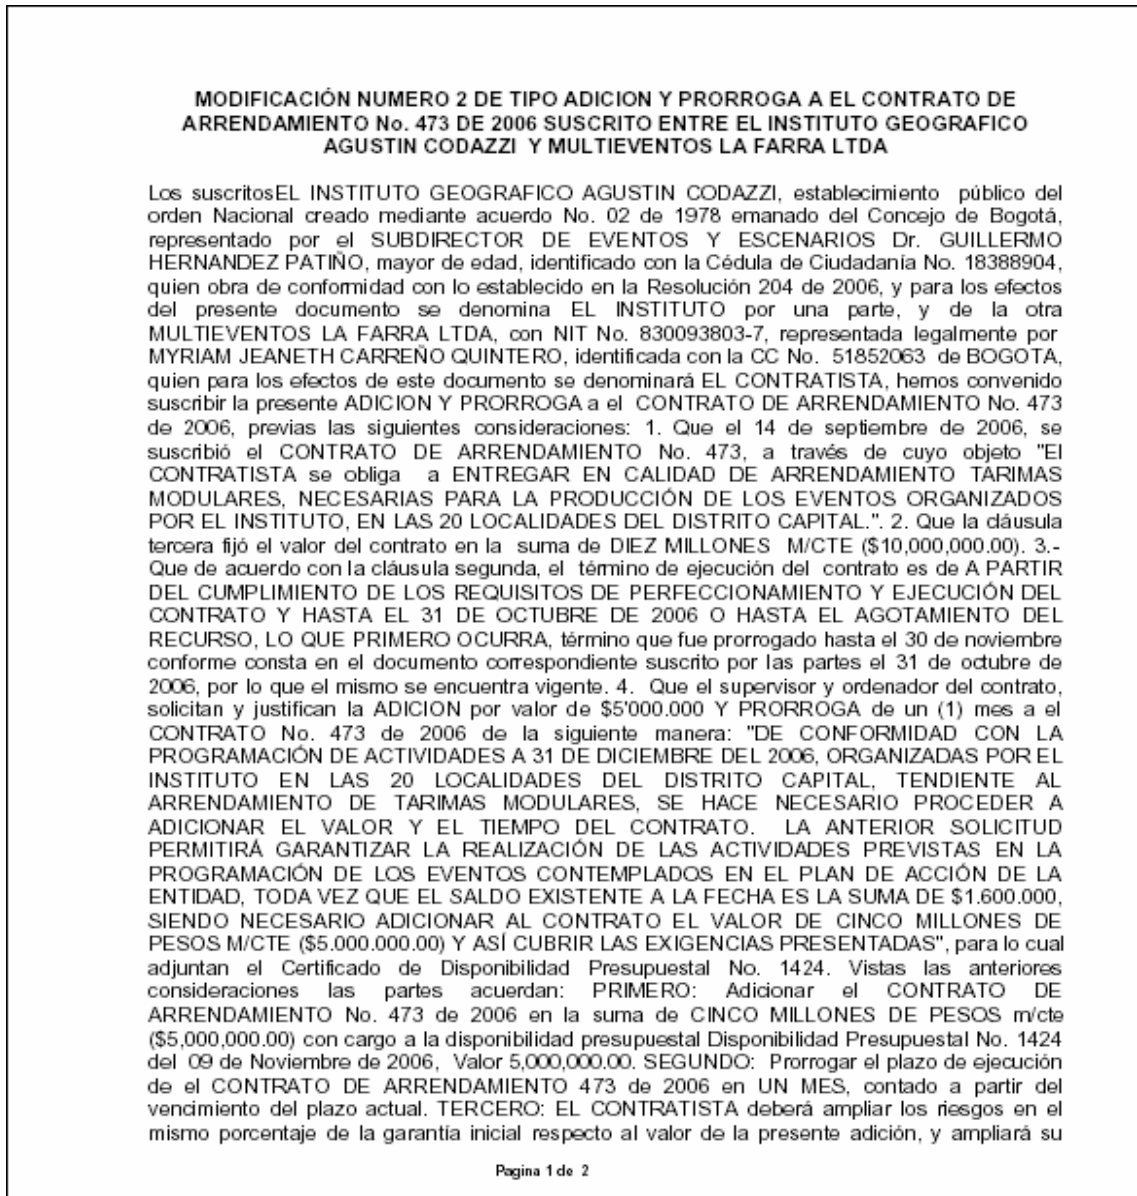 MODIFICACIÓN NUMERO 2 DE TIPO ADICION Y PRORROGA A EL CONTRATO DE
ARRENDAMIENTO No. 473 DE 2006 SUSCRITO ENTRE EL INSTITUTO GEOGRAFICO
AGUSTIN CODAZZI Y MULTIEVENTOS LA FARRA LTDA
Los suscritosEL INSTITUTO GEOGRAFICO AGUSTIN CODAZZI, establecimiento público del
orden Nacional creado mediante acuerdo No. 02 de 1978 emanado del Concejo de Bogotá,
representado por el SUBDIRECTOR DE EVENTOS Y ESCENARIOS Dr. GUILLERMO
HERNANDEZ PATIÑO, mayor de edad, identificado con la Cédula de Ciudadanía No. 18388904,
quien obra de conformidad con lo establecido en la Resolución 204 de 2006, y para los efectos
del presente documento se denomina EL INSTITUTO por una parte, y de la otra
MULTIEVENTOS LA FARRA LTDA, con NIT No. 830093803-7, representada legalmente por
MYRIAM JEANETH CARREÑO QUINTERO, identificada con la CC No. 51852063 de BOGOTA,
quien para los efectos de este documento se denominará EL CONTRATISTA, hemos convenido
suscribir la presente ADICION Y PRORROGA a el CONTRATO DE ARRENDAMIENTO No. 473
de 2006, previas las siguientes consideraciones: 1. Que el 14 de septiembre de 2006, se
suscribió el CONTRATO DE ARRENDAMIENTO No. 473, a través de cuyo objeto "El
CONTRATISTA se obliga a ENTREGAR EN CALIDAD DE ARRENDAMIENTO TARIMAS
MODULARES, NECESARIAS PARA LA PRODUCCIÓN DE LOS EVENTOS ORGANIZADOS
POR EL INSTITUTO, EN LAS 20 LOCALIDADES DEL DISTRITO CAPITAL.". 2. Que la cláusula
tercera fijó el valor del contrato en la suma de DIEZ MILLONES M/CTE ($10,000,000.00). 3.-
Que de acuerdo con la cláusula segunda, el término de ejecución del contrato es de A PARTIR
DEL CUMPLIMIENTO DE LOS REQUISITOS DE PERFECCIONAMIENTO Y EJECUCIÓN DEL
CONTRATO Y HASTA EL 31 DE OCTUBRE DE 2006 O HASTA EL AGOTAMIENTO DEL
RECURSO, LO QUE PRIMERO OCURRA, término que fue prorrogado hasta el 30 de noviembre
conforme consta en el documento correspondiente suscrito por las partes el 31 de octubre de
2006, por lo que el mismo se encuentra vigente. 4. Que el supervisor y ordenador del contrato,
solicitan y justifican la ADICION por valor de $5'000.000 Y PRORROGA de un (1) mes a el
CONTRATO No. 473 de 2006 de la siguiente manera: "DE CONFORMIDAD CON LA
PROGRAMACIÓN DE ACTIVIDADES A 31 DE DICIEMBRE DEL 2006, ORGANIZADAS POR EL
INSTITUTO EN LAS 20 LOCALIDADES DEL DISTRITO CAPITAL, TENDIENTE AL
ARRENDAMIENTO DE TARIMAS MODULARES, SE HACE NECESARIO PROCEDER A
ADICIONAR EL VALOR Y EL TIEMPO DEL CONTRATO. LA ANTERIOR SOLICITUD
PERMITIRÁ GARANTIZAR LA REALIZACIÓN DE LAS ACTIVIDADES PREVISTAS EN LA
PROGRAMACIÓN DE LOS EVENTOS CONTEMPLADOS EN EL PLAN DE ACCIÓN DE LA
ENTIDAD, TODA VEZ QUE EL SALDO EXISTENTE A LA FECHA ES LA SUMA DE $1.600.000,
SIENDO NECESARIO ADICIONAR AL CONTRATO EL VALOR DE CINCO MILLONES DE
PESOS M/CTE ($5.000.000.00) Y ASÍ CUBRIR LAS EXIGENCIAS PRESENTADAS", para lo cual
adjuntan el Certificado de Disponibilidad Presupuestal No. 1424. Vistas las anteriores
consideraciones las partes acuerdan: PRIMERO: Adicionar el CONTRATO DE
ARRENDAMIENTO No. 473 de 2006 en la suma de CINCO MILLONES DE PESOS m/cte
($5,000,000.00) con cargo a la disponibilidad presupuestal Disponibilidad Presupuestal No. 1424
del 09 de Noviembre de 2006, Valor 5,000,000.00. SEGUNDO: Prorrogar el plazo de ejecución
de el CONTRATO DE ARRENDAMIENTO 473 de 2006 en UN MES, contado a partir del
vencimiento del plazo actual. TERCERO: EL CONTRATISTA deberá ampliar los riesgos en el
mismo porcentaje de la garantía inicial respecto al valor de la presente adición, y ampliará su
Pagina 1 de 2